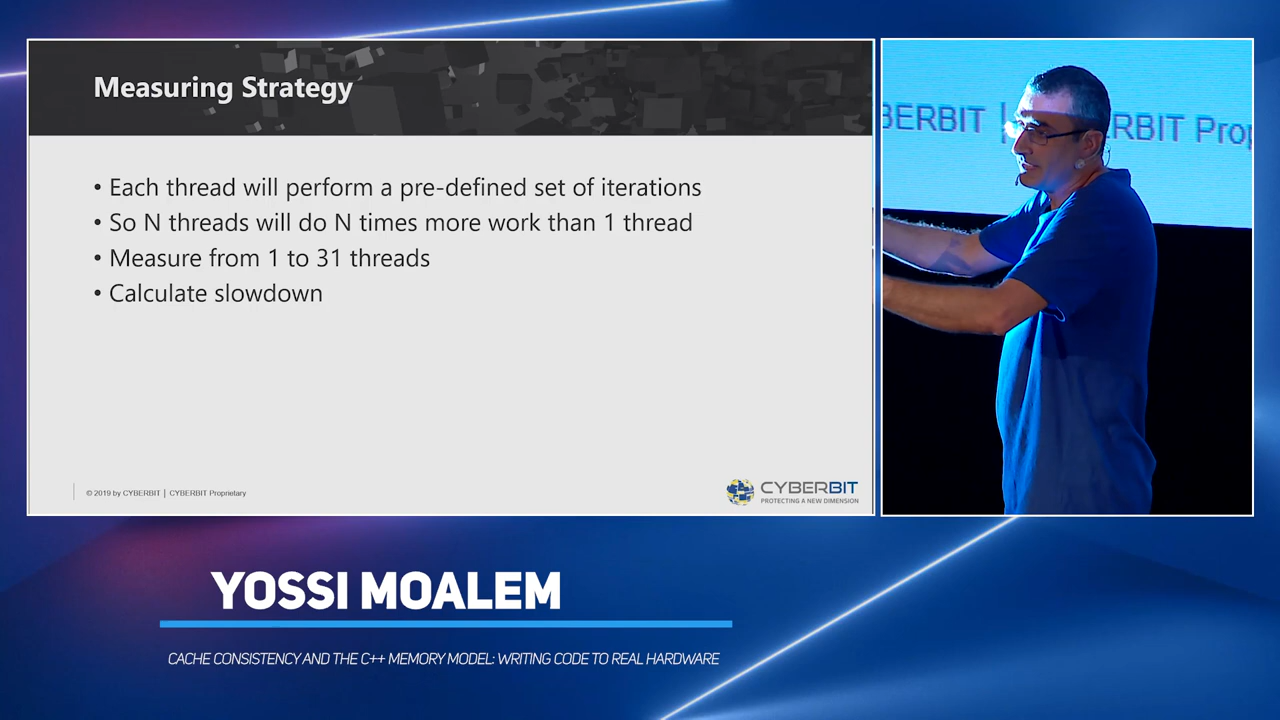 Measuring Strategy
• Each thread will perform a pre-defined set of iterations
• So N threads will do N times more work than 1 thread
• Measure from 1 to 31 threads
• Calculate slowdown
© 2019 by CYBERBIT | CYBERBIT Proprietary
CYBERBIT
PROTECTING A NEW DIMENSION
BERBIT | RBIT Prop
YOSSI MOALEM
CACHE CONSISTENCY AND THE C++ MEMORY MODEL: WRITING CODE TO REAL HARDWARE